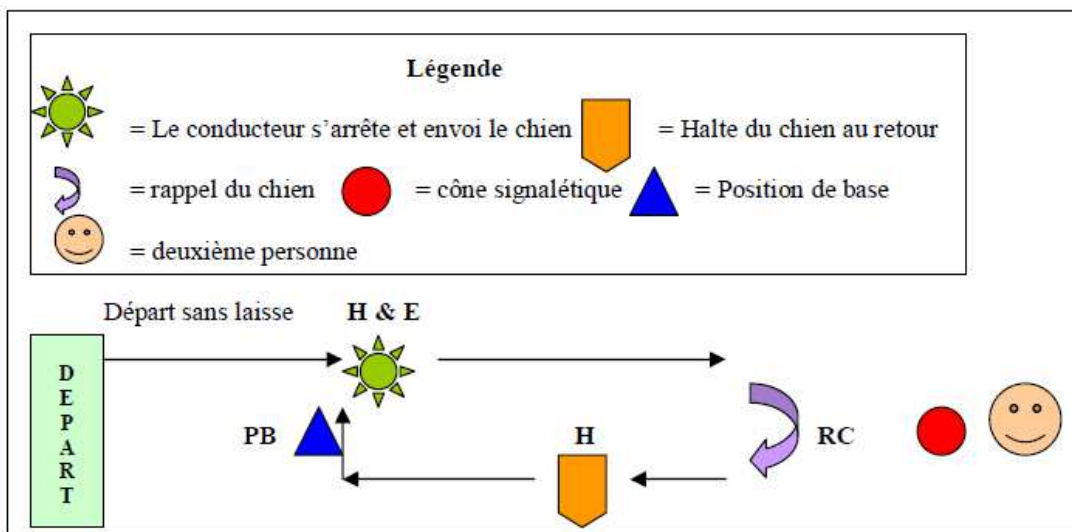 Légende
= Le conducteur s'arrête et envoi le chien = Halte du chien au retour
= rappel du chien = cône signalétique = Position de base
= deuxième personne
Départ sans laisse H & E
DEPART
PB H RC